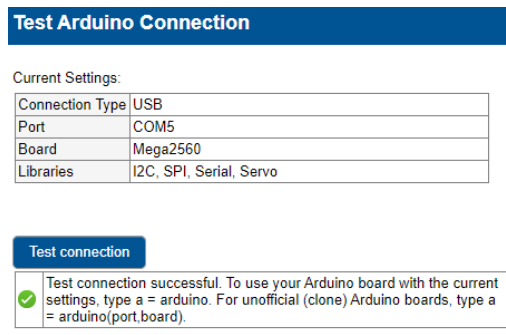 Test Arduino Connection
Current Settings:
Connection Type USB
Port COM5
Board Mega2560
Libraries I2C, SPI, Serial, Servo
Test connection
Test connection successful. To use your Arduino board with the current
settings, type a = arduino. For unofficial (clone) Arduino boards, type a
= arduino(port,board).